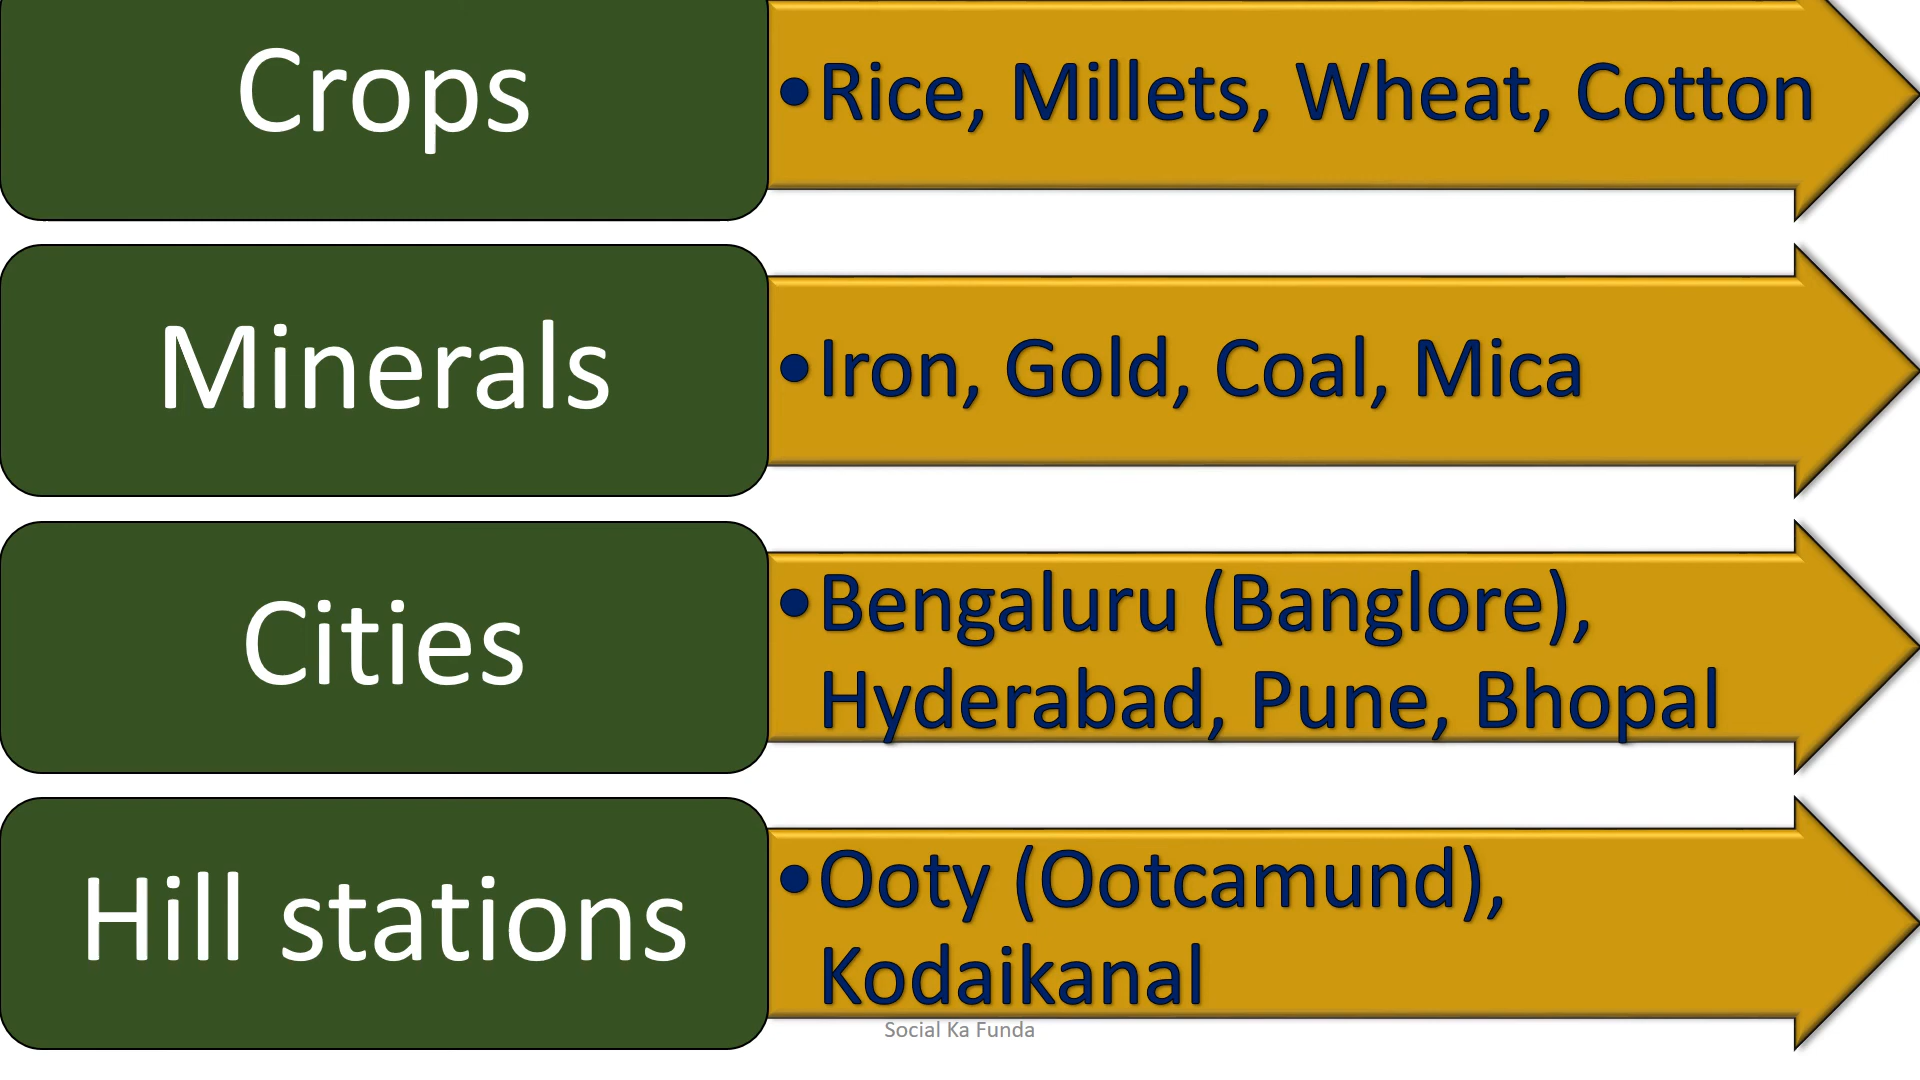 Crops
•Rice, Millets, Wheat, Cotton
Minerals
•Iron, Gold, Coal, Mica
Cities
•Bengaluru (Banglore),
Hyderabad, Pune, Bhopal
Hill stations
•Ooty (Ootcamund),
Kodaikanal
Social Ka Funda